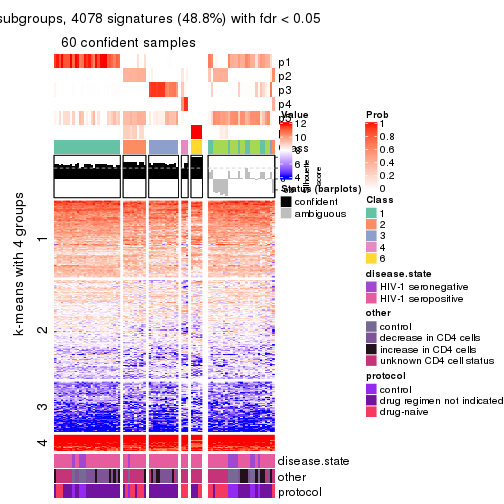 subgroups, 4078 signatures (48.8%) with fdr < 0.05
60 confident samples
p1
p2
p3
p4
Value
12
10
8
6
4
Status (barplots)
confident
ambiguous
silhouette
score
Prob
1
0.8
0.6
0.4
0.2
0
Class
1
2
3
4
6
disease.state
HIV-1 seronegative
HIV-1 seropositive
other
control
decrease in CD4 cells
increase in CD4 cells
unknown CD4 cell status
protocol
control
drug regimen not indicated
drug-naive
k-means with 4 groups
1
2
3
4
disease.state
other
protocol